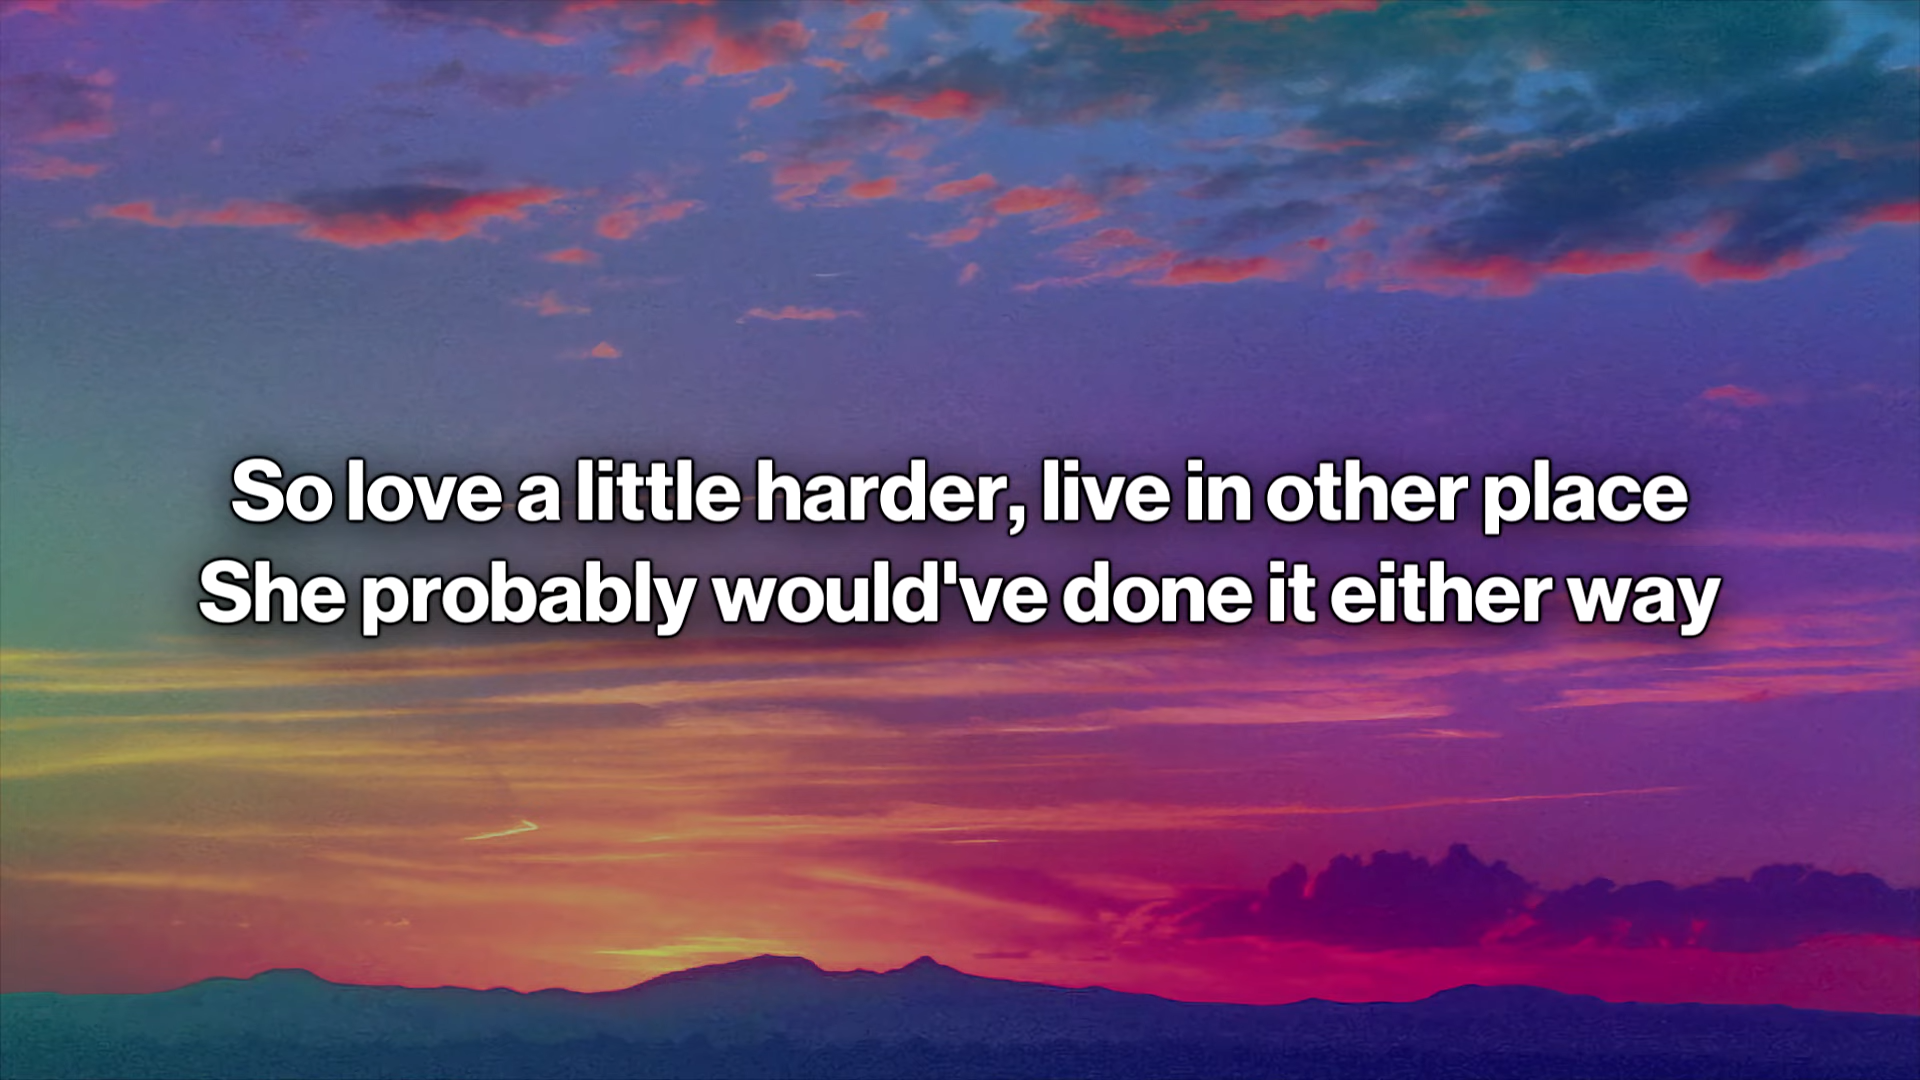 So love a little harder, live in other place
She probably would've done it either way